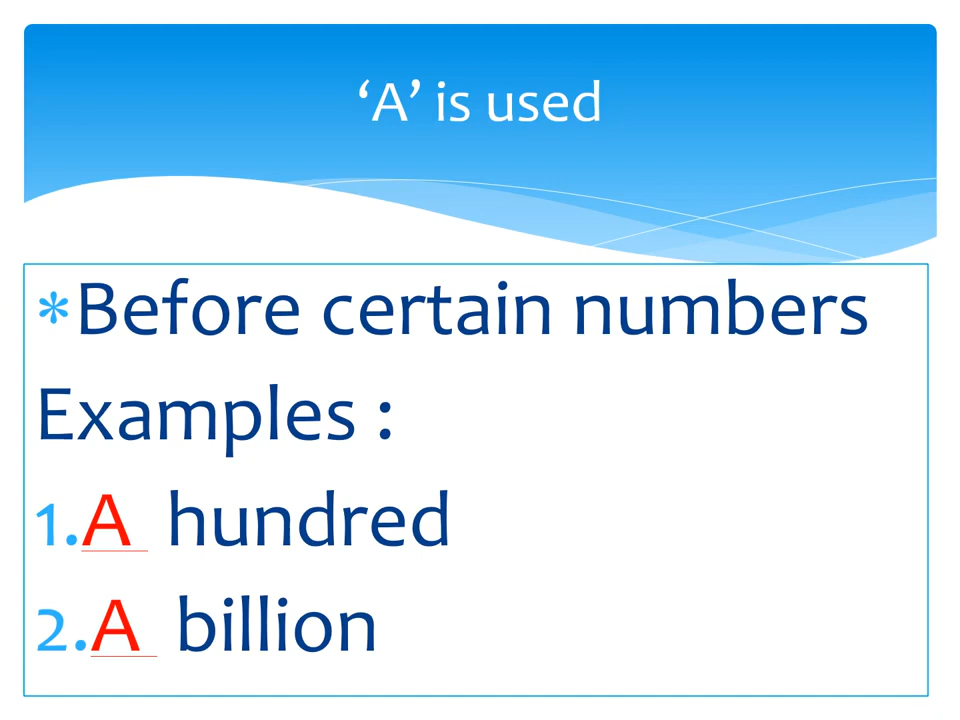 ‘A’ is used
*Before certain numbers
Examples :
1.A hundred
2.A billion